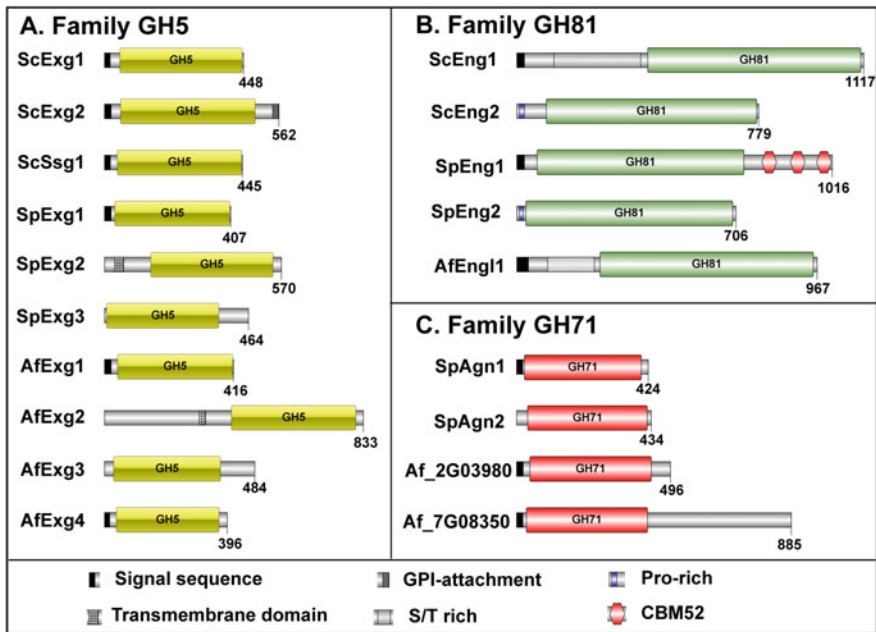 A. Family GH5
ScExg1
GH5
448
ScExg2
GH5
562
ScSsg1
GH5
445
SpExg1
GH5
407
SpExg2
GH5
570
SpExg3
GH5
464
AfExg1
GH5
416
AfExg2
GH5
833
AfExg3
GH5
484
AfExg4
GH5
396
B. Family GH81
ScEng1
GH81
1117
ScEng2
GH81
779
SpEng1
GH81
1016
SpEng2
GH81
706
AfEngl1
GH81
967
C. Family GH71
SpAgn1
GH71
424
SpAgn2
GH71
434
Af_2G03980
GH71
496
Af_7G08350
GH71
885
Signal sequence
GPI-attachment
Pro-rich
Transmembrane domain
S/T rich
CBM52